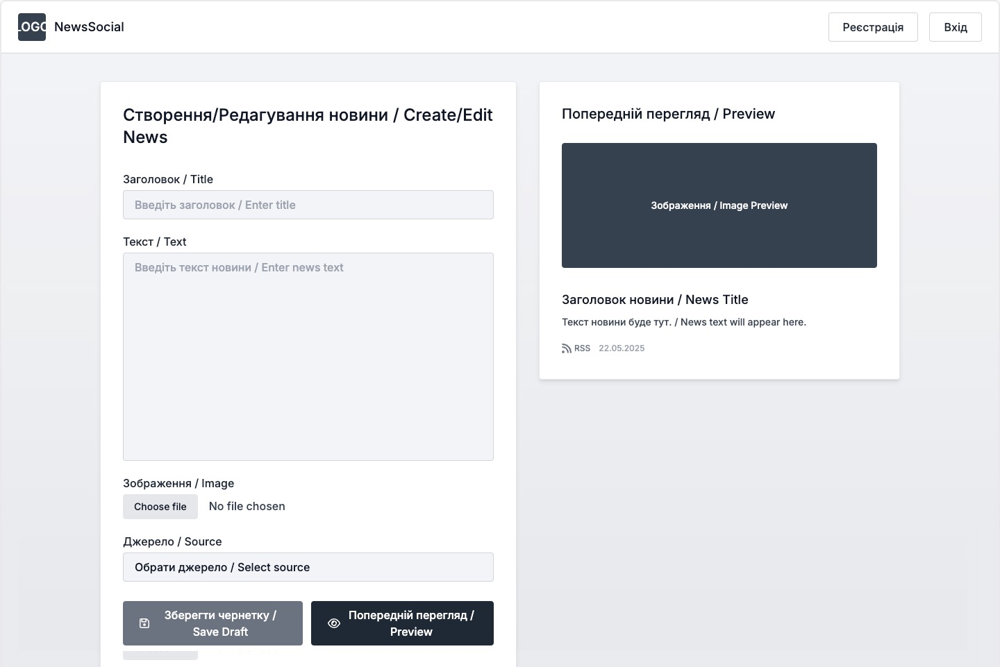 LOGO
NewsSocial
Реєстрація
Вхід
Створення/Редагування новини / Create/Edit
News
Заголовок / Title
Введіть заголовок / Enter title
Текст / Text
Введіть текст новини / Enter news text
Зображення / Image
Choose file
No file chosen
Джерело / Source
Обрати джерело / Select source
Зберегти чернетку /
Save Draft
Попередній перегляд /
Preview
Попередній перегляд / Preview
Зображення / Image Preview
Заголовок новини / News Title
Текст новини буде тут. / News text will appear here.
RSS 22.05.2025